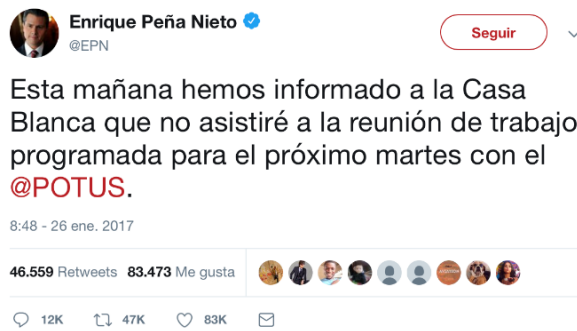 Enrique Peña Nieto
@EPN
Seguir
Esta mañana hemos informado a la Casa
Blanca que no asistiré a la reunión de trabajo
programada para el próximo martes con el
@POTUS.
8:48 - 26 ene. 2017
46.559 Retweets 83.473 Me gusta
12K 47K 83K